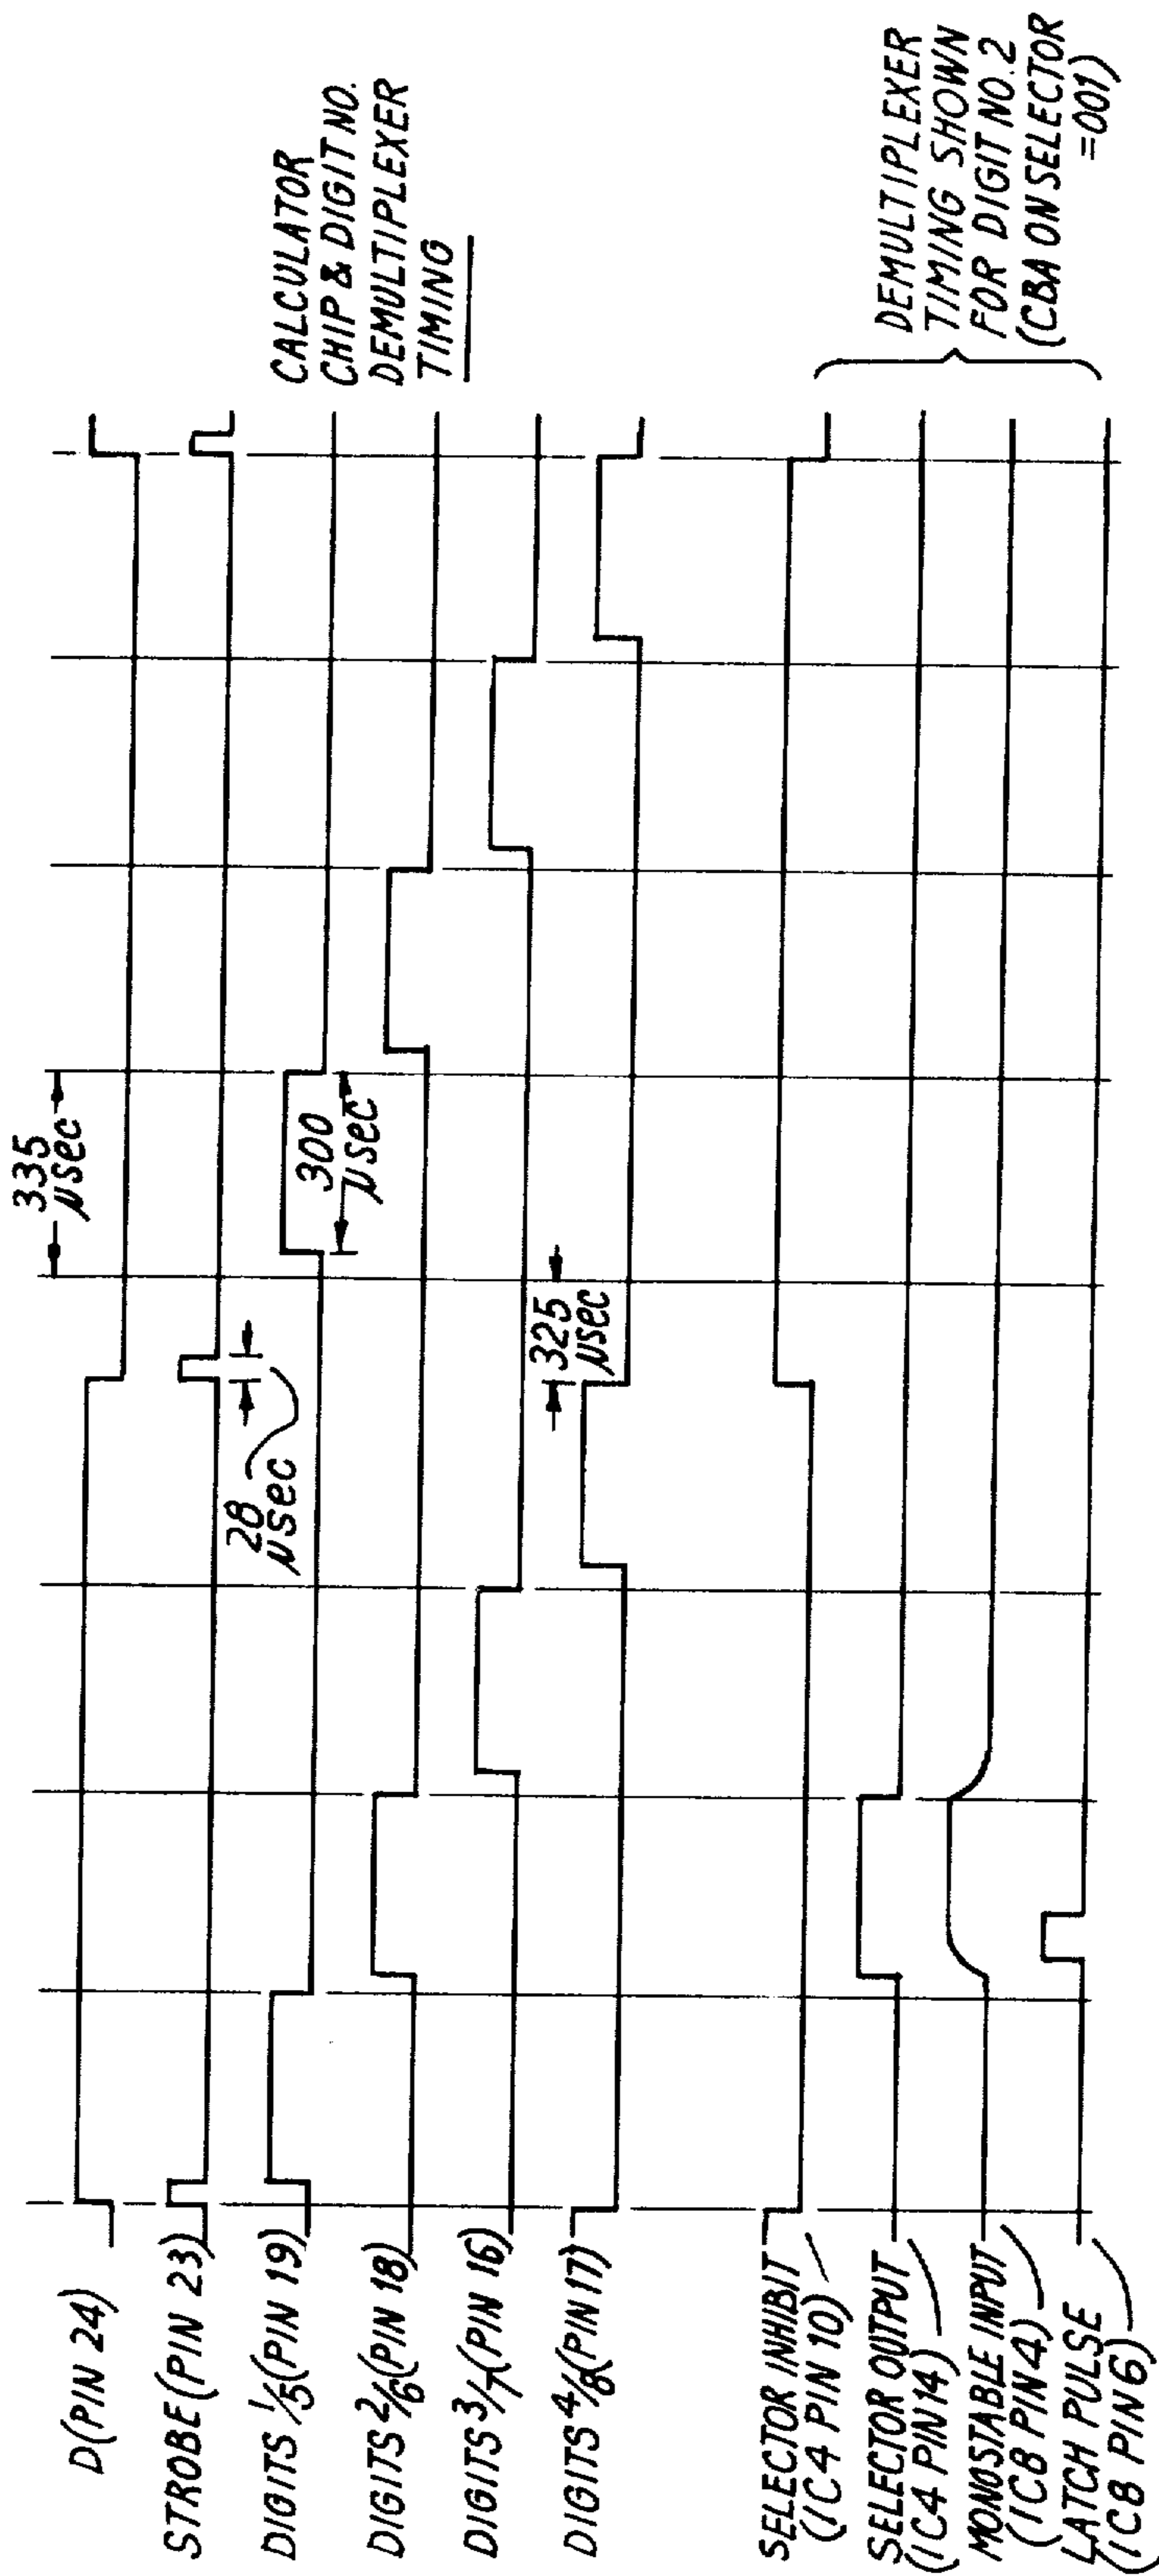 D(PIN 24)
STROBE(PIN 23)
DIGITS 1/5(PIN 19)
DIGITS 2/6(PIN 18)
DIGITS 3/7(PIN 16)
DIGITS 4/8(PIN 17)
SELECTOR INHIBIT
(IC4 PIN 10)
SELECTOR OUTPUT
(IC4 PIN 14)
MONOSTABLE INPUT
(IC8 PIN 4)
LATCH PULSE
(IC8 PIN 6)
28
μsec
335
μsec
300
μsec
325
μsec
CALCULATOR
CHIP & DIGIT NO.
DEMULTIPLEXER
TIMING
DEMULTIPLEXER
TIMING SHOWN
FOR DIGIT NO. 2
(CBA ON SELECTOR
=001)